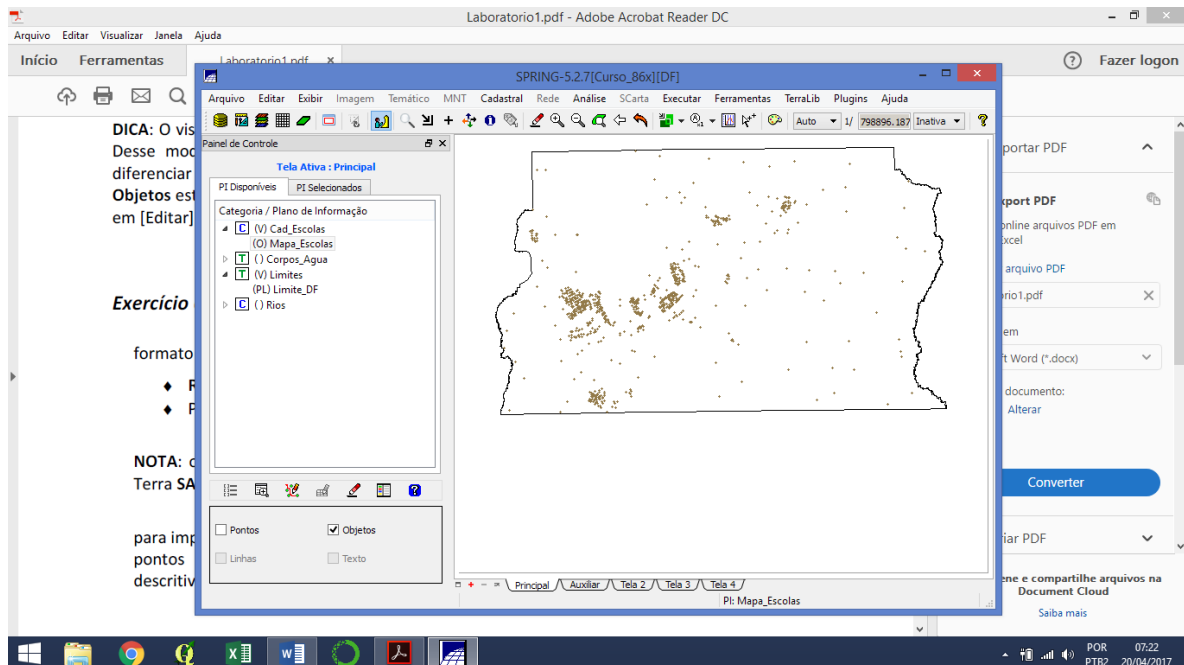 Laboratorio1.pdf - Adobe Acrobat Reader DC
Arquivo Editar Visualizar Janela Ajuda
Início Ferramentas Laboratorio1.pdf x
Fazer logon
DICA: O vis
Desse moc
diferenciar
Objetos est
em [Editar]
Exercício
formato
NOTA:
Terra SA
para imp
pontos
descritiv
SPRING-5.2.7[Curso_86x][DF]
Arquivo Editar Exibir Imagem Temático MNT Cadastral Rede Análise SCarta Executar Ferramentas TerraLib Plugins Ajuda
Auto 1/ 798896.187 Inativa
Painel de Controle
Tela Ativa : Principal
PI Disponíveis PI Selecionados
Categoria / Plano de Informação
C (V) Cad_Escolas
(O) Mapa_Escolas
T ( ) Corpos_Agua
T (V) Limites
(PL) Limite_DF
C ( ) Rios
Pontos Objetos
Linhas Texto
Principal Auxiliar Tela 2 Tela 3 Tela 4
PI: Mapa_Escolas
portar PDF
xport PDF
online arquivos PDF em
xcel
arquivo PDF
rio1.pdf
em
ft Word (*.docx)
documento:
Alterar
Converter
iar PDF
ene e compartilhe arquivos na
Document Cloud
Saiba mais
POR 07:22
PTB2 20/04/2017